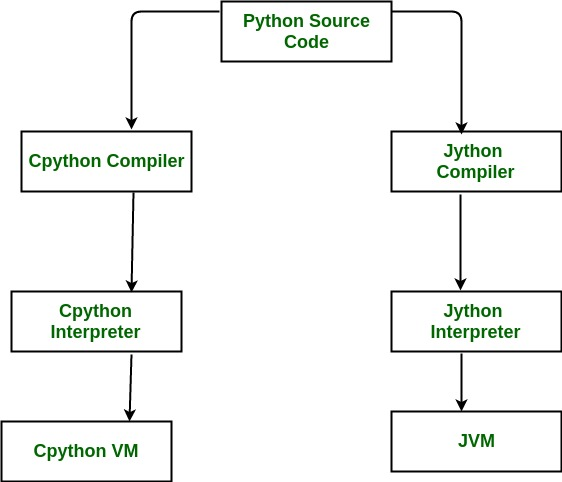 Python Source
Code
Cpython Compiler
Jython
Compiler
Cpython
Interpreter
Jython
Interpreter
Cpython VM
JVM